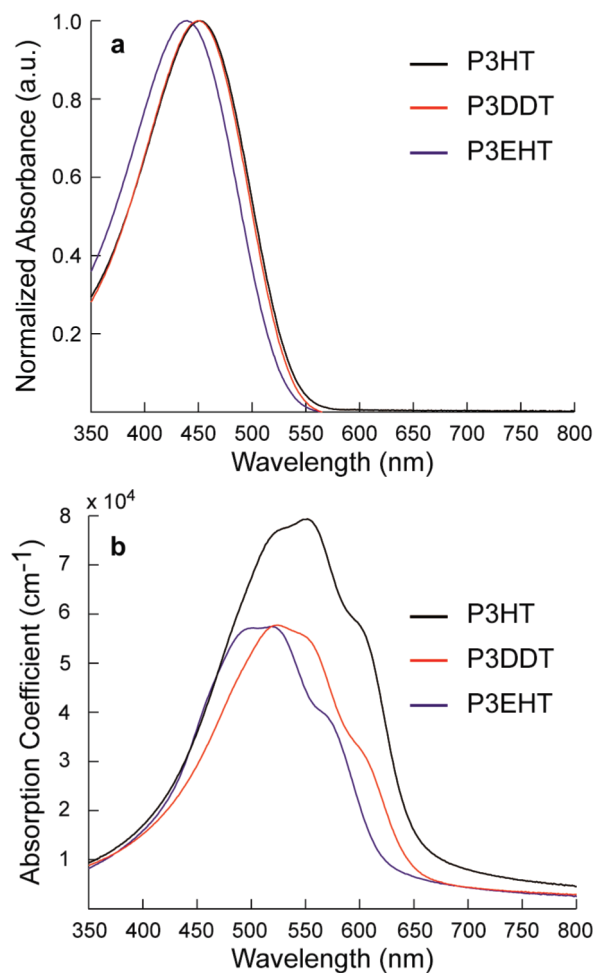 a
Normalized Absorbance (a.u.)
1.0
0.8
0.6
0.4
0.2
P3HT
P3DDT
P3EHT
350 400 450 500 550 600 650 700 750 800
Wavelength (nm)
x 10⁴
b
Absorption Coefficient (cm⁻¹)
8
7
6
5
4
3
2
1
P3HT
P3DDT
P3EHT
350 400 450 500 550 600 650 700 750 800
Wavelength (nm)